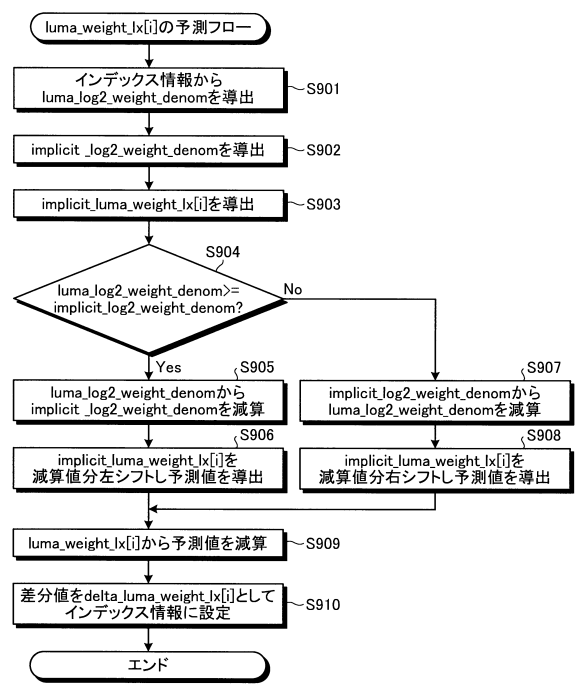 luma_weight_lx[i]の予測フロー
インデックス情報から
luma_log2_weight_denomを導出
S901
implicit _log2_weight_denomを導出
S902
implicit_luma_weight_lx[i]を導出
S903
S904
luma_log2_weight_denom>=
implicit_log2_weight_denom?
No
Yes
S905
luma_log2_weight_denomから
implicit _log2_weight_denomを減算
S907
implicit_log2_weight_denomから
luma_log2_weight_denomを減算
S906
implicit_luma_weight_lx[i]を
減算値分左シフトし予測値を導出
S908
implicit_luma_weight_lx[i]を
減算値分右シフトし予測値を導出
luma_weight_lx[i]から予測値を減算
S909
差分値をdelta_luma_weight_lx[i]として
インデックス情報に設定
S910
エンド